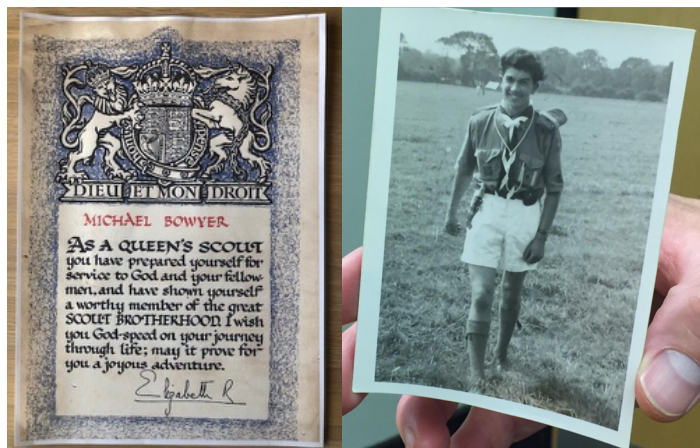 DIEU ET MON DROIT
MICHAEL BOWYER
AS A QUEEN'S SCOUT
you have prepared yourself for
service to God and your fellow-
men, and have shown yourself
a worthy member of the great
SCOUT BROTHERHOOD. I wish
you God-speed on your journey
through life; may it prove for
you a joyous adventure.
Elizabeth R